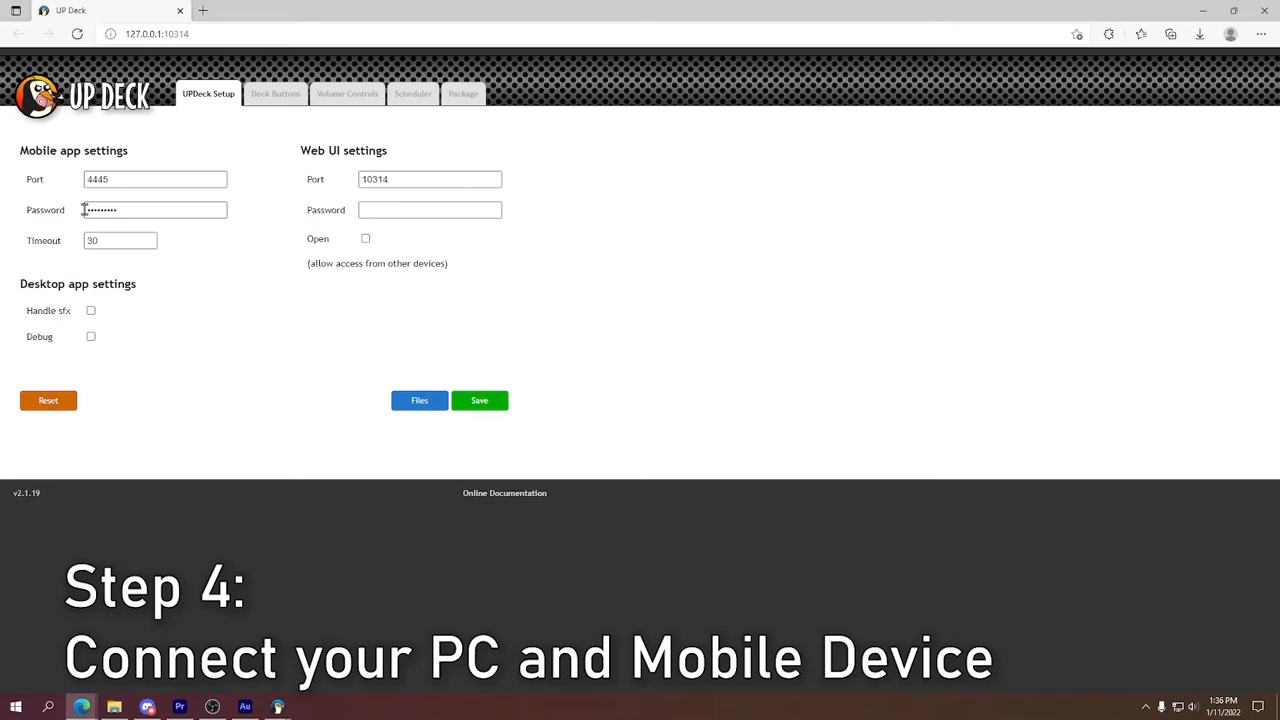 UP Deck
127.0.0.1:10314
UP DECK
UPDeck Setup
Deck Buttons
Volume Controls
Scheduler
Package
Mobile app settings
Port
4445
Password
•••••••••
Timeout
30
Web UI settings
Port
10314
Password
Open
(allow access from other devices)
Desktop app settings
Handle sfx
Debug
Reset
Files
Save
v2.1.19
Online Documentation
Step 4:
Connect your PC and Mobile Device
Pr
Au
1:36 PM
1/11/2022